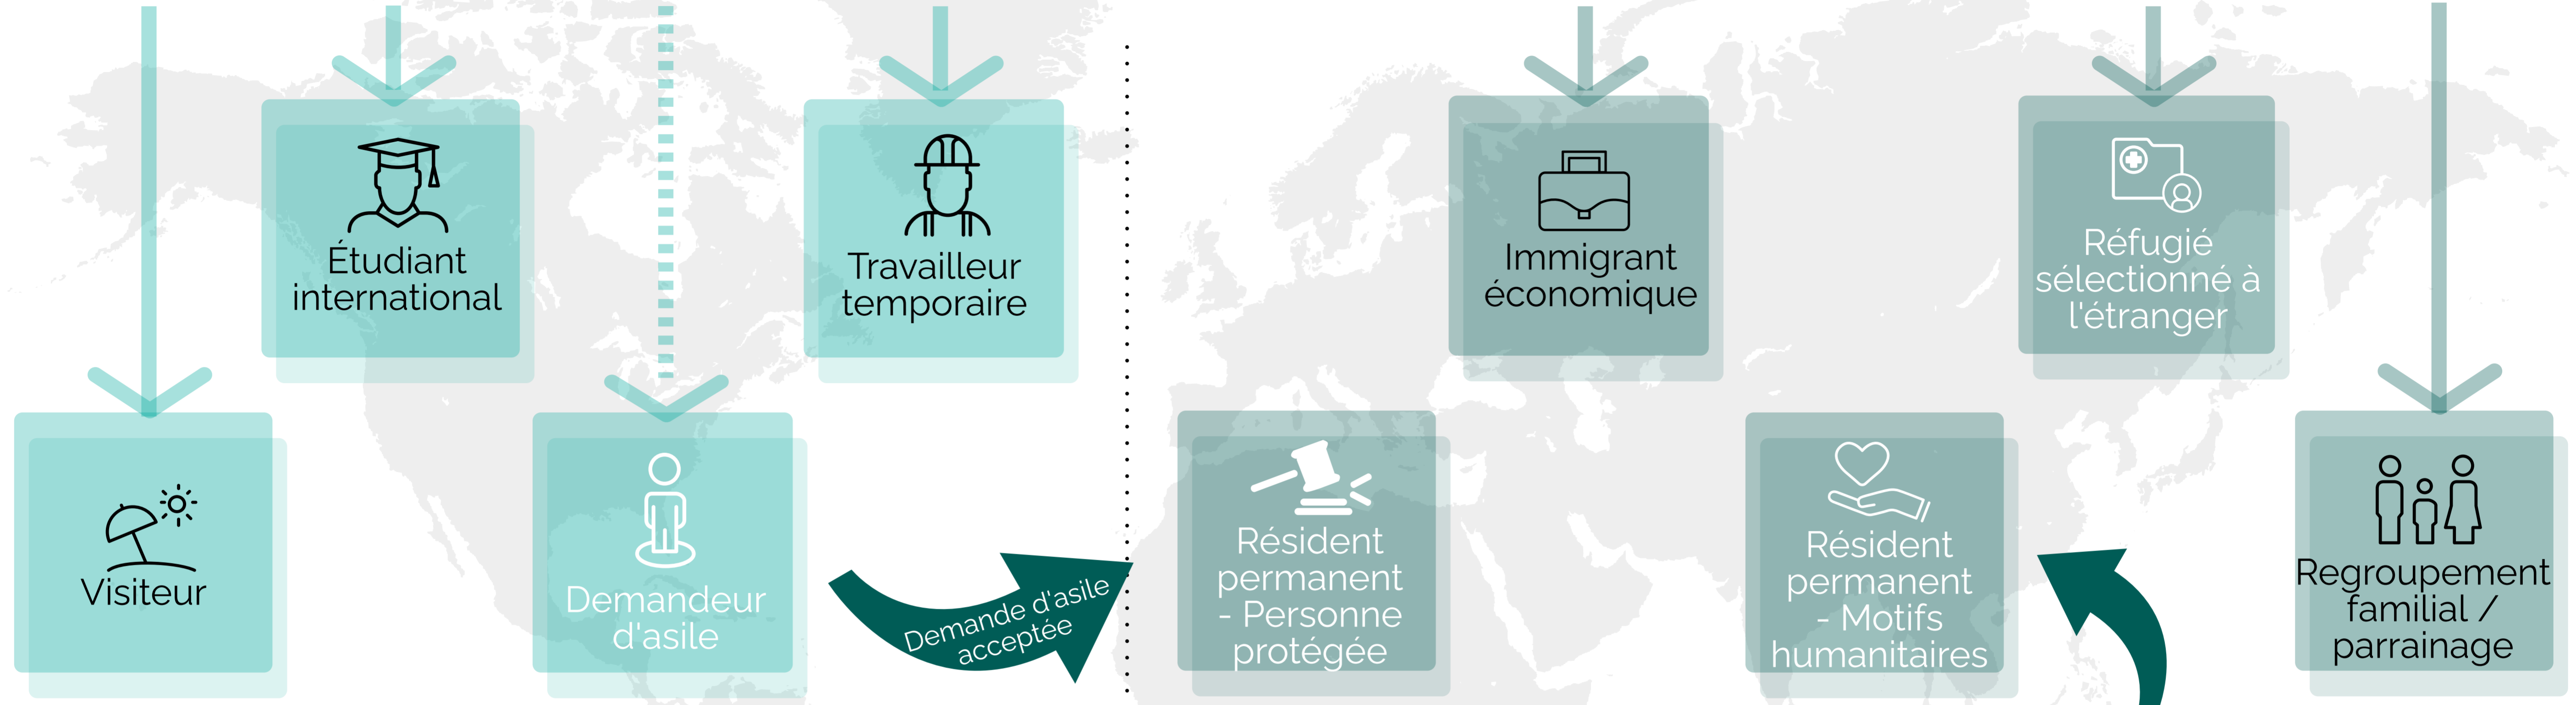 Étudiant
international
Travailleur
temporaire
Immigrant
économique
Réfugié
sélectionné à
l'étranger
Visiteur
Demandeur
d'asile
Demande d'asile
acceptée
Résident
permanent
- Personne
protégée
Résident
permanent
- Motifs
humanitaires
Regroupement
familial /
parrainage